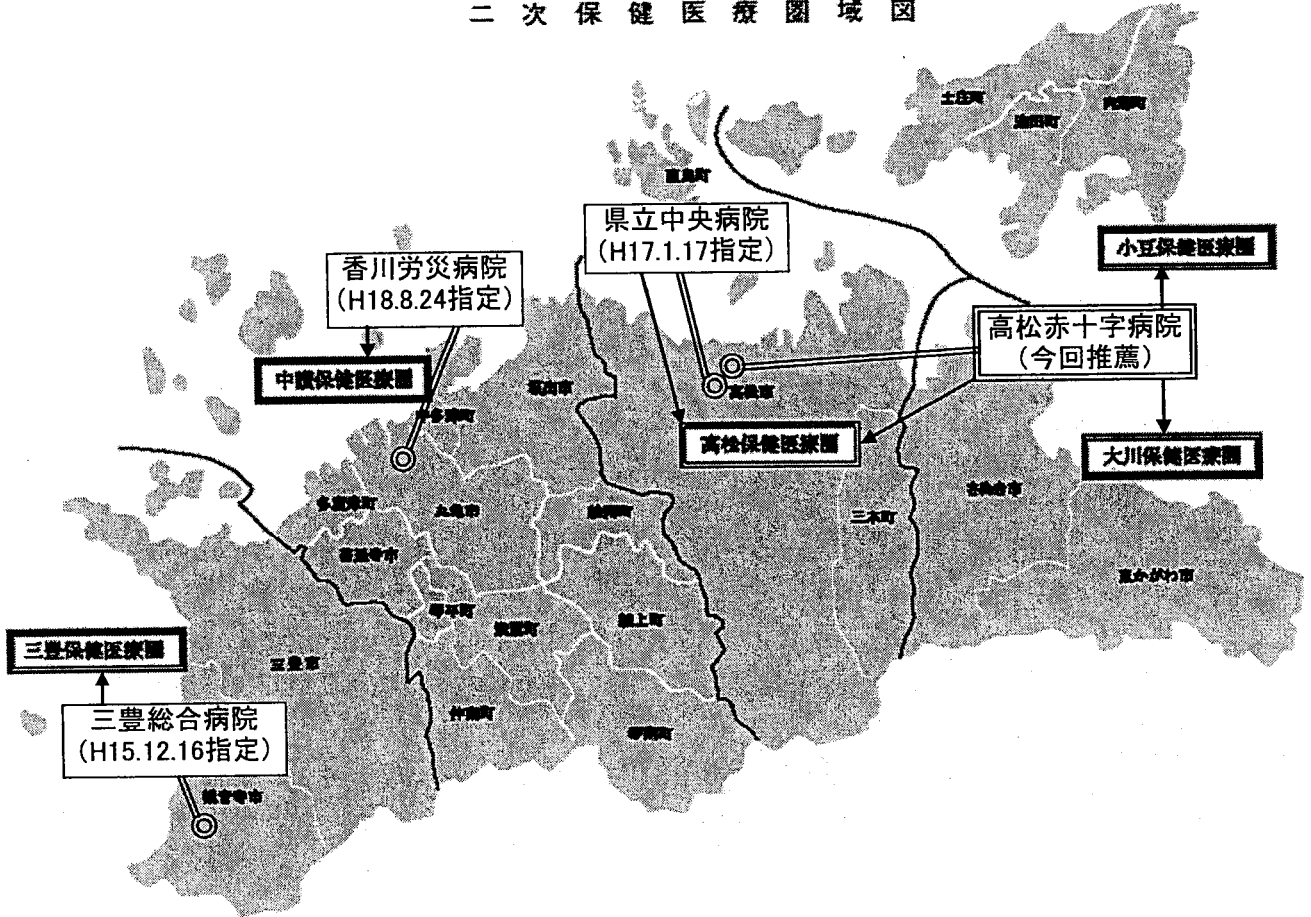 二次保健医療圏域図
土庄町
池田町
内海町
直島町
県立中央病院
(H17.1.17指定)
小豆保健医療圏
香川労災病院
(H18.8.24指定)
高松赤十字病院
(今回推薦)
中讃保健医療圏
坂出市
高松市
宇多津町
高松保健医療圏
大川保健医療圏
さぬき市
多度津町
丸亀市
綾南町
三木町
善通寺市
東かがわ市
琴平町
満濃町
綾上町
三豊保健医療圏
三豊市
三豊総合病院
(H15.12.16指定)
仲南町
琴南町
観音寺市